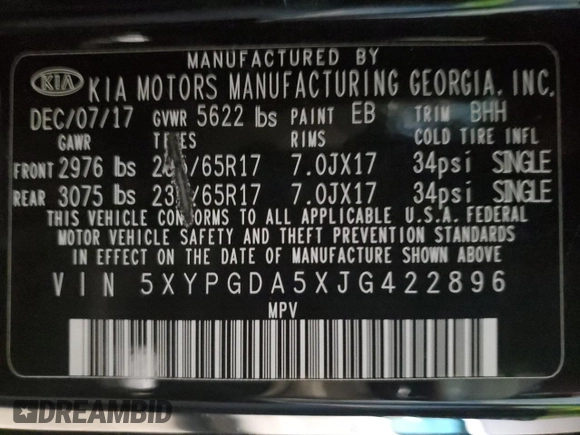 MANUFACTURED BY
KIA KIA MOTORS MANUFACTURING GEORGIA, INC.
DEC/07/17 GVWR 5622 lbs PAINT EB TRIM BHH
GAWR TIRES RIMS COLD TIRE INFL
FRONT 2976 lbs /65R17 7.0JX17 34psi SINGLE
REAR 3075 lbs /65R17 7.0JX17 34psi SINGLE
THIS VEHICLE CONFORMS TO ALL APPLICABLE U.S.A. FEDERAL
MOTOR VEHICLE SAFETY AND THEFT PREVENTION STANDARDS
IN EFFECT ON THE DATE OF MANUFACTURE SHOWN ABOVE.
VIN 5XYPGDA5XJG422896
MPV
DREAMBID